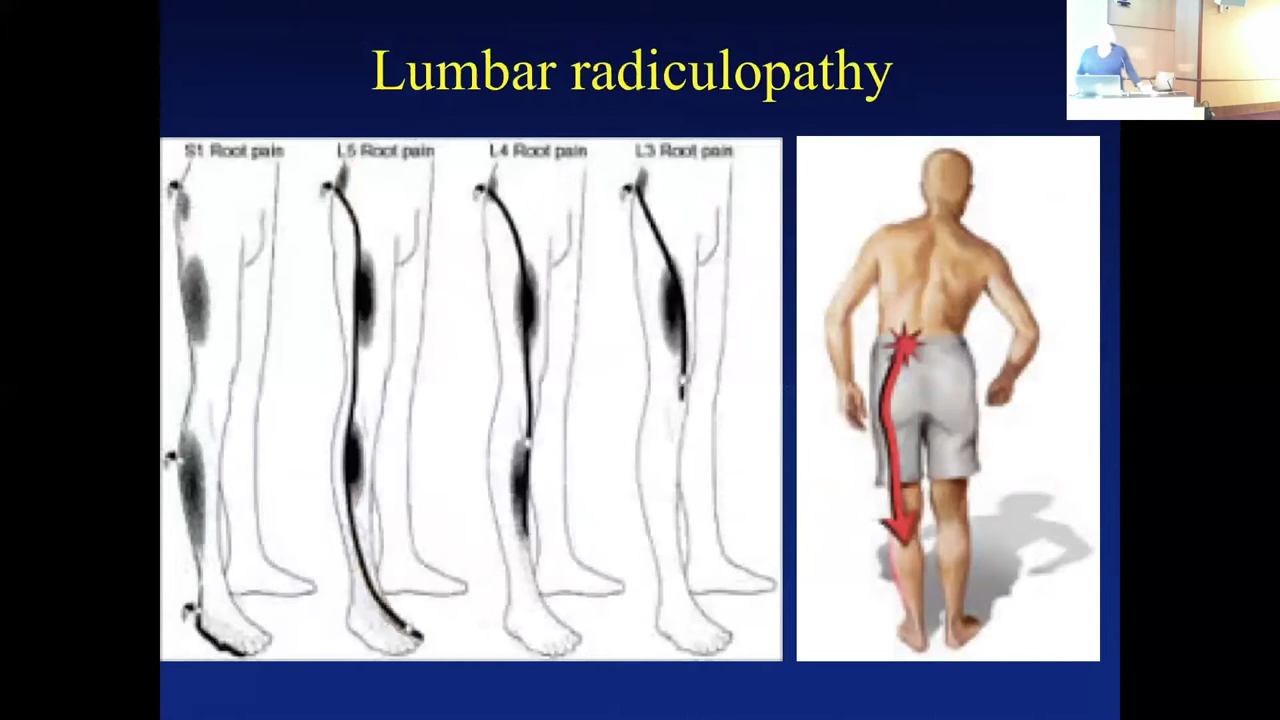 Lumbar radiculopathy
S1 Root pain
L5 Root pain
L4 Root pain
L3 Root pain